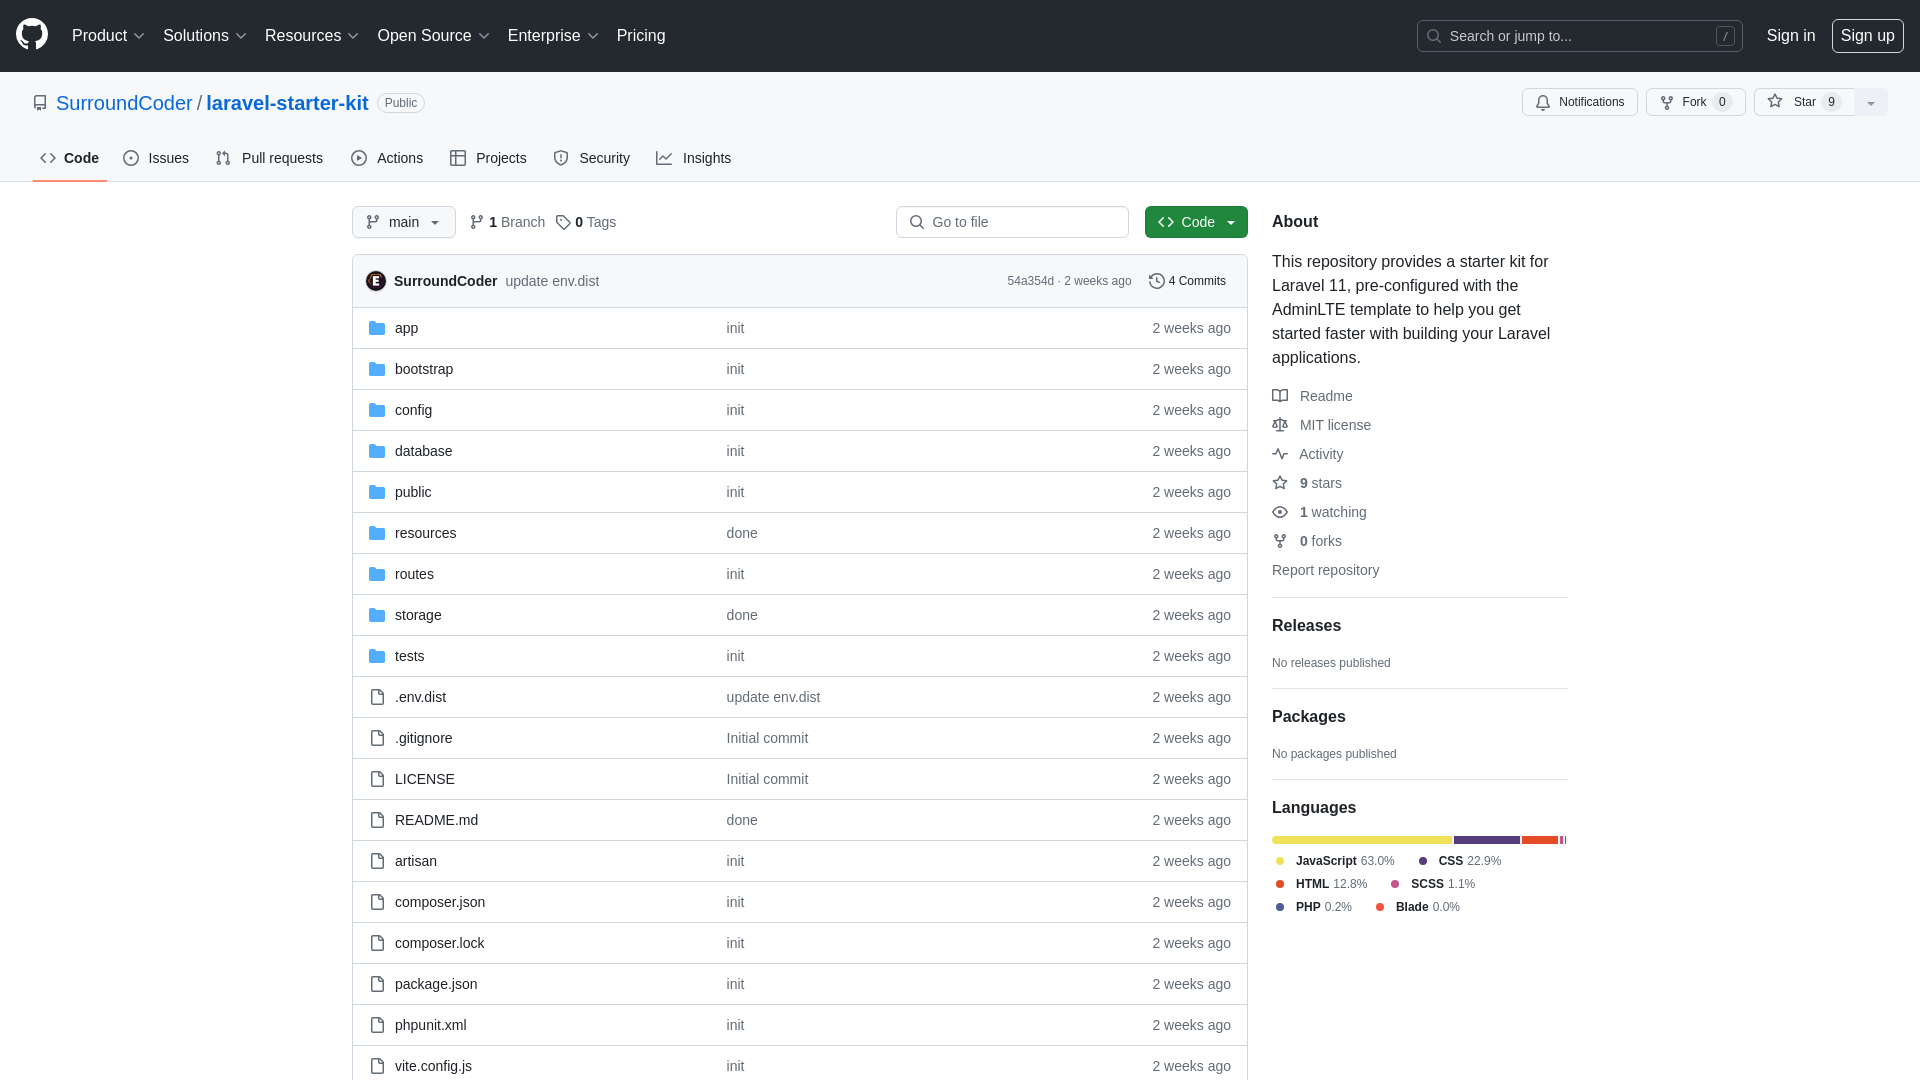 Product Solutions Resources Open Source Enterprise Pricing Search or jump to... / Sign in Sign up
SurroundCoder / laravel-starter-kit Public Notifications Fork 0 Star 9
Code Issues Pull requests Actions Projects Security Insights
main 1 Branch 0 Tags Go to file Code
SurroundCoder update env.dist 54a354d · 2 weeks ago 4 Commits
app init 2 weeks ago
bootstrap init 2 weeks ago
config init 2 weeks ago
database init 2 weeks ago
public init 2 weeks ago
resources done 2 weeks ago
routes init 2 weeks ago
storage done 2 weeks ago
tests init 2 weeks ago
.env.dist update env.dist 2 weeks ago
.gitignore Initial commit 2 weeks ago
LICENSE Initial commit 2 weeks ago
README.md done 2 weeks ago
artisan init 2 weeks ago
composer.json init 2 weeks ago
composer.lock init 2 weeks ago
package.json init 2 weeks ago
phpunit.xml init 2 weeks ago
vite.config.js init 2 weeks ago
About
This repository provides a starter kit for
Laravel 11, pre-configured with the
AdminLTE template to help you get
started faster with building your Laravel
applications.
Readme
MIT license
Activity
9 stars
1 watching
0 forks
Report repository
Releases
No releases published
Packages
No packages published
Languages
JavaScript 63.0% CSS 22.9%
HTML 12.8% SCSS 1.1%
PHP 0.2% Blade 0.0%